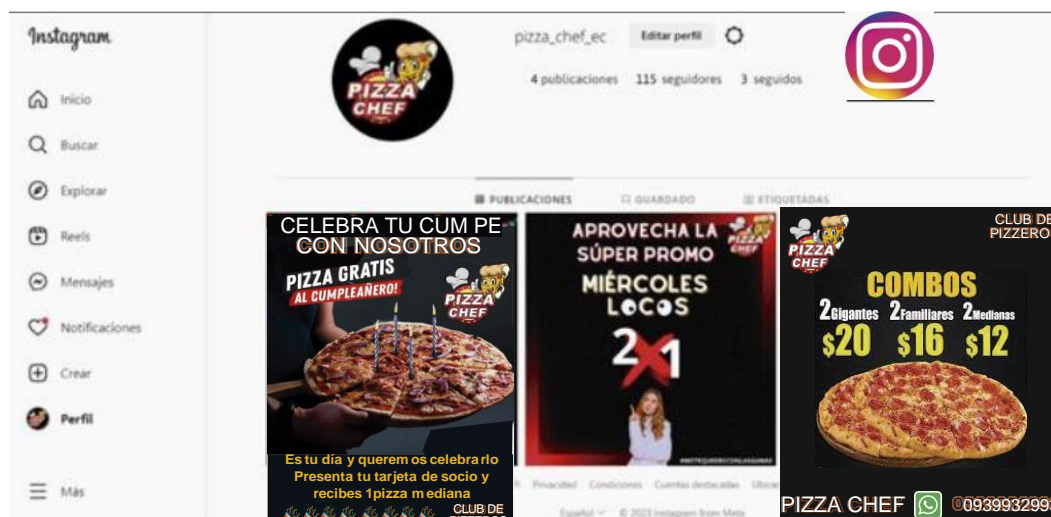 Instagram
Inicio
Buscar
Explorar
Reels
Mensajes
Notificaciones
Crear
Perfil
Más
pizza_chef_ec Editar perfil
4 publicaciones 115 seguidores 3 seguidos
PIZZA
CHEF
PUBLICACIONES GUARDADO ETIQUETADAS
CELEBRA TU CUM PE
CON NOSOTROS
PIZZA GRATIS
AL CUMPLEAÑERO!
PIZZA
CHEF
Es tu día y querem os celebra rlo
Presenta tu tarjeta de socio y
recibes 1pizza m ediana
CLUB DE
APROVECHA LA
SÚPER PROMO
MIÉRCOLES
LOCOS
2X1
PIZZA
CLUB DE
PIZZERO
PIZZA
CHEF
COMBOS
2Gigantes 2Familiares 2Medianas
$20 $16 $12
PIZZA CHEF 093993299
Privacidad Condiciones Cuentas destacadas
Español © 2023 Instagram from Meta